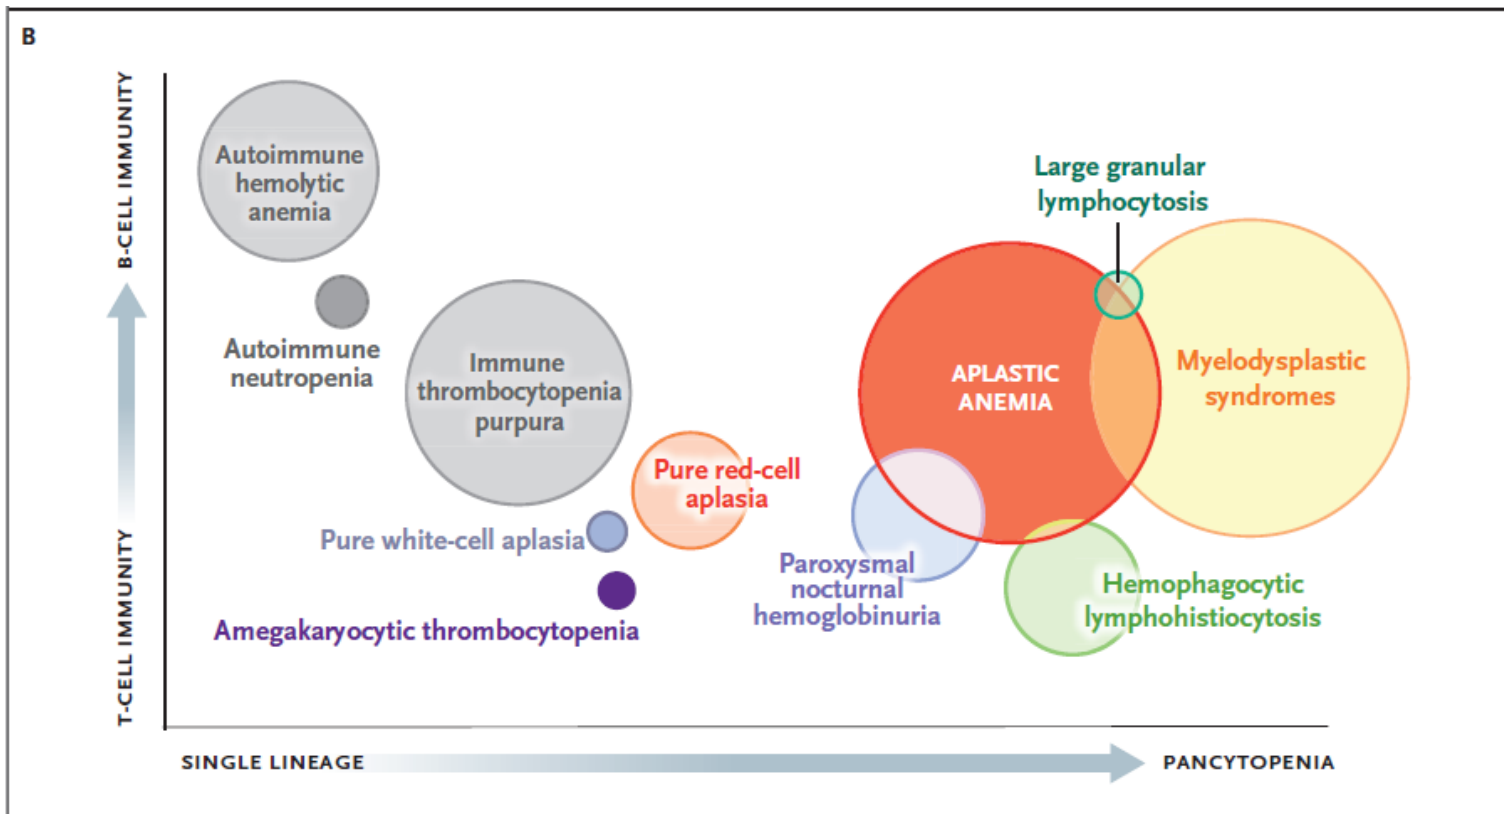 B
B-CELL IMMUNITY
T-CELL IMMUNITY
Autoimmune
hemolytic
anemia
Autoimmune
neutropenia
Immune
thrombocytopenia
purpura
Pure red-cell
aplasia
Pure white-cell aplasia
Amegakaryocytic thrombocytopenia
Large granular
lymphocytosis
APLASTIC
ANEMIA
Myelodysplastic
syndromes
Paroxysmal
nocturnal
hemoglobinuria
Hemophagocytic
lymphohistiocytosis
SINGLE LINEAGE
PANCYTOPENIA